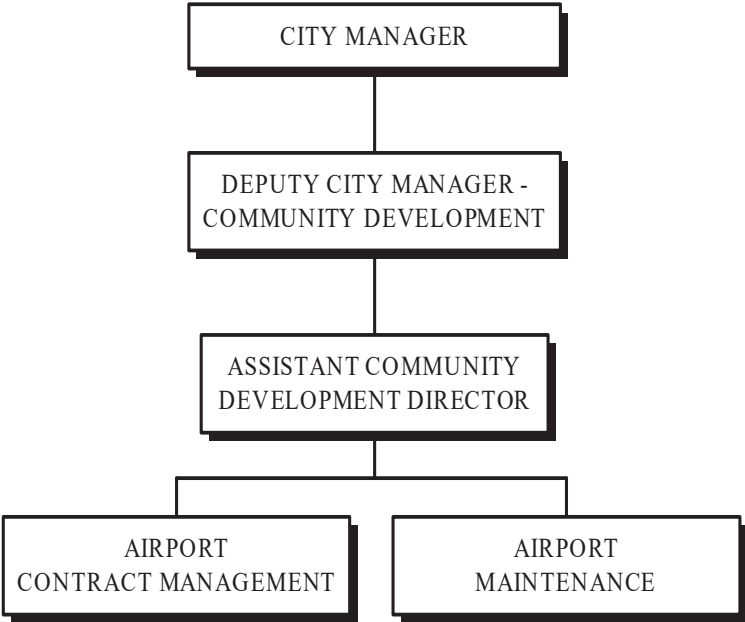 CITY MANAGER
DEPUTY CITY MANAGER -
COMMUNITY DEVELOPMENT
ASSISTANT COMMUNITY
DEVELOPMENT DIRECTOR
AIRPORT
CONTRACT MANAGEMENT
AIRPORT
MAINTENANCE